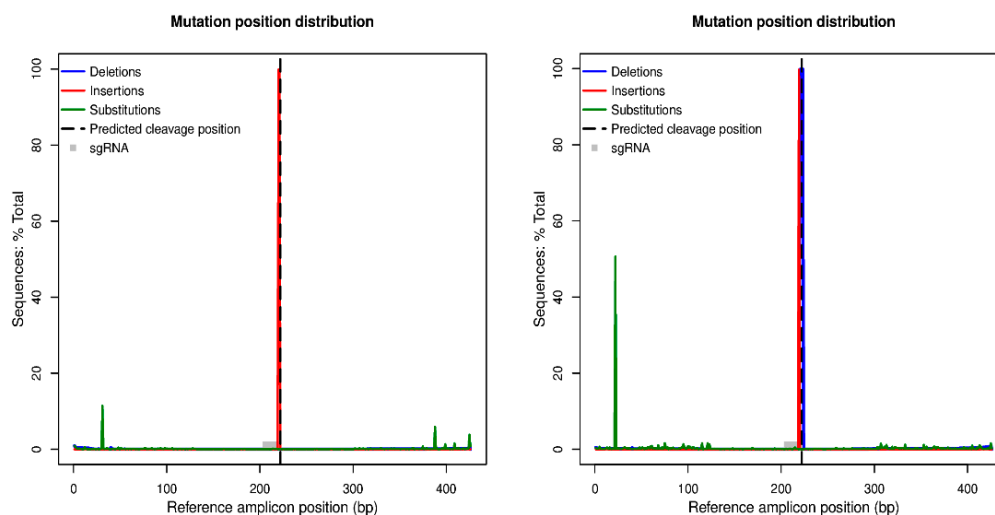 Mutation position distribution
Sequences: % Total
100
80
60
40
20
0
Deletions
Insertions
Substitutions
Predicted cleavage position
sgRNA
0 100 200 300 400
Reference amplicon position (bp)
Mutation position distribution
Sequences: % Total
100
80
60
40
20
0
Deletions
Insertions
Substitutions
Predicted cleavage position
sgRNA
0 100 200 300 400
Reference amplicon position (bp)